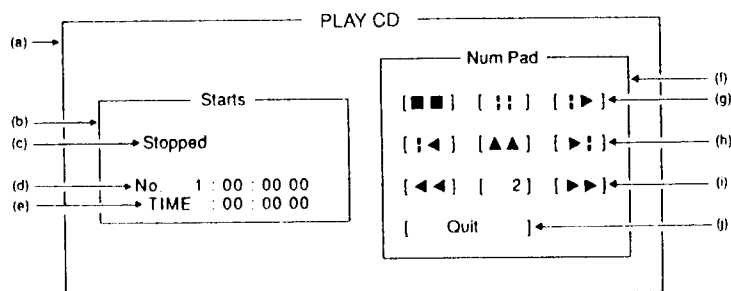 PLAY CD
(a)
Num Pad
(f)
Starts
[■■] [¦¦] [¦▶]
(g)
(b)
(c)
Stopped
[¦◀] [▲▲] [▶¦]
(h)
(d)
No. 1 : 00 : 00 00
[◀◀] [ 2] [▶▶]
(i)
(e)
TIME : 00 : 00 00
[ Quit ]
(j)